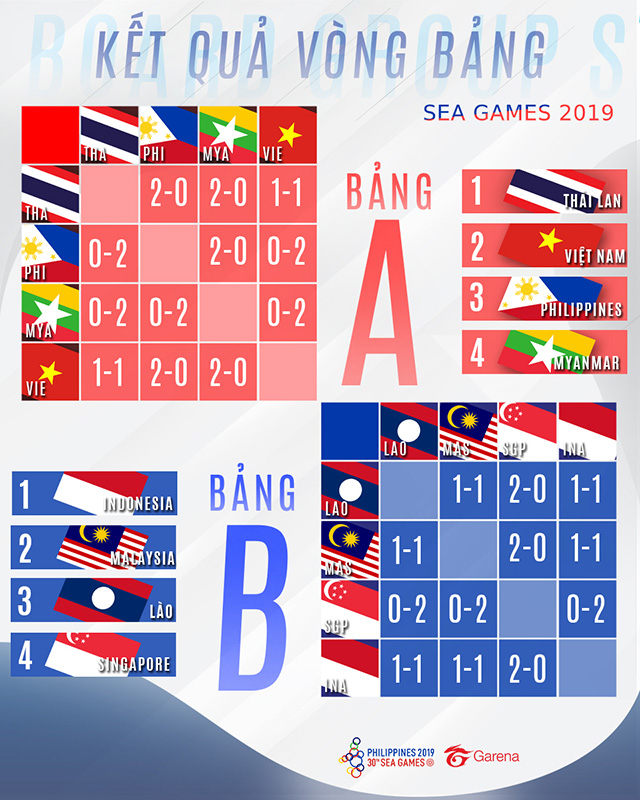 BOARD GROUPS
KẾT QUẢ VÒNG BẢNG
SEA GAMES 2019
THA PHI MYA VIE
THA 2-0 2-0 1-1
PHI 0-2 2-0 0-2
MYA 0-2 0-2 0-2
VIE 1-1 2-0 2-0
BẢNG
A
1 THÁI LAN
2 VIỆT NAM
3 PHILIPPINES
4 MYANMAR
BẢNG
B
1 INDONESIA
2 MALAYSIA
3 LÀO
4 SINGAPORE
LAO MAS SGP INA
LAO 1-1 2-0 1-1
MAS 1-1 2-0 1-1
SGP 0-2 0-2 0-2
INA 1-1 1-1 2-0
PHILIPPINES 2019
30TH SEA GAMES
Garena